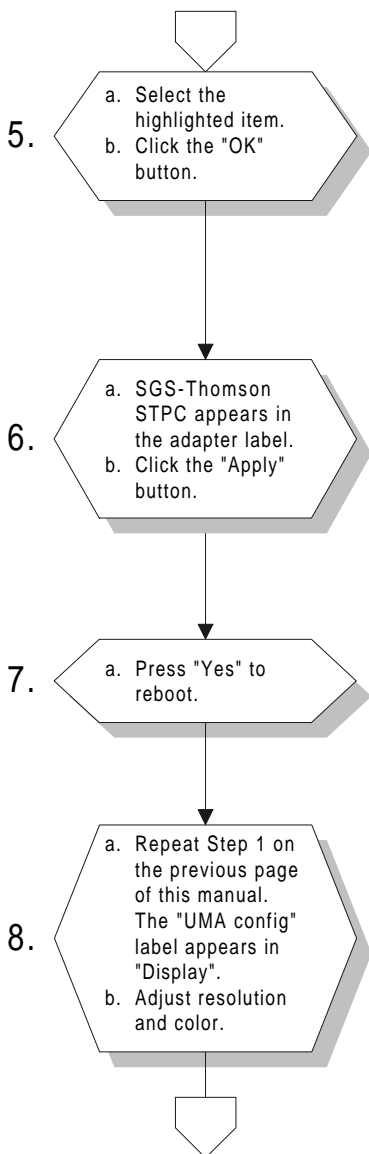 5.
a. Select the
highlighted item.
b. Click the "OK"
button.
6.
a. SGS-Thomson
STPC appears in
the adapter label.
b. Click the "Apply"
button.
7.
a. Press "Yes" to
reboot.
8.
a. Repeat Step 1 on
the previous page
of this manual.
The "UMA config"
label appears in
"Display".
b. Adjust resolution
and color.